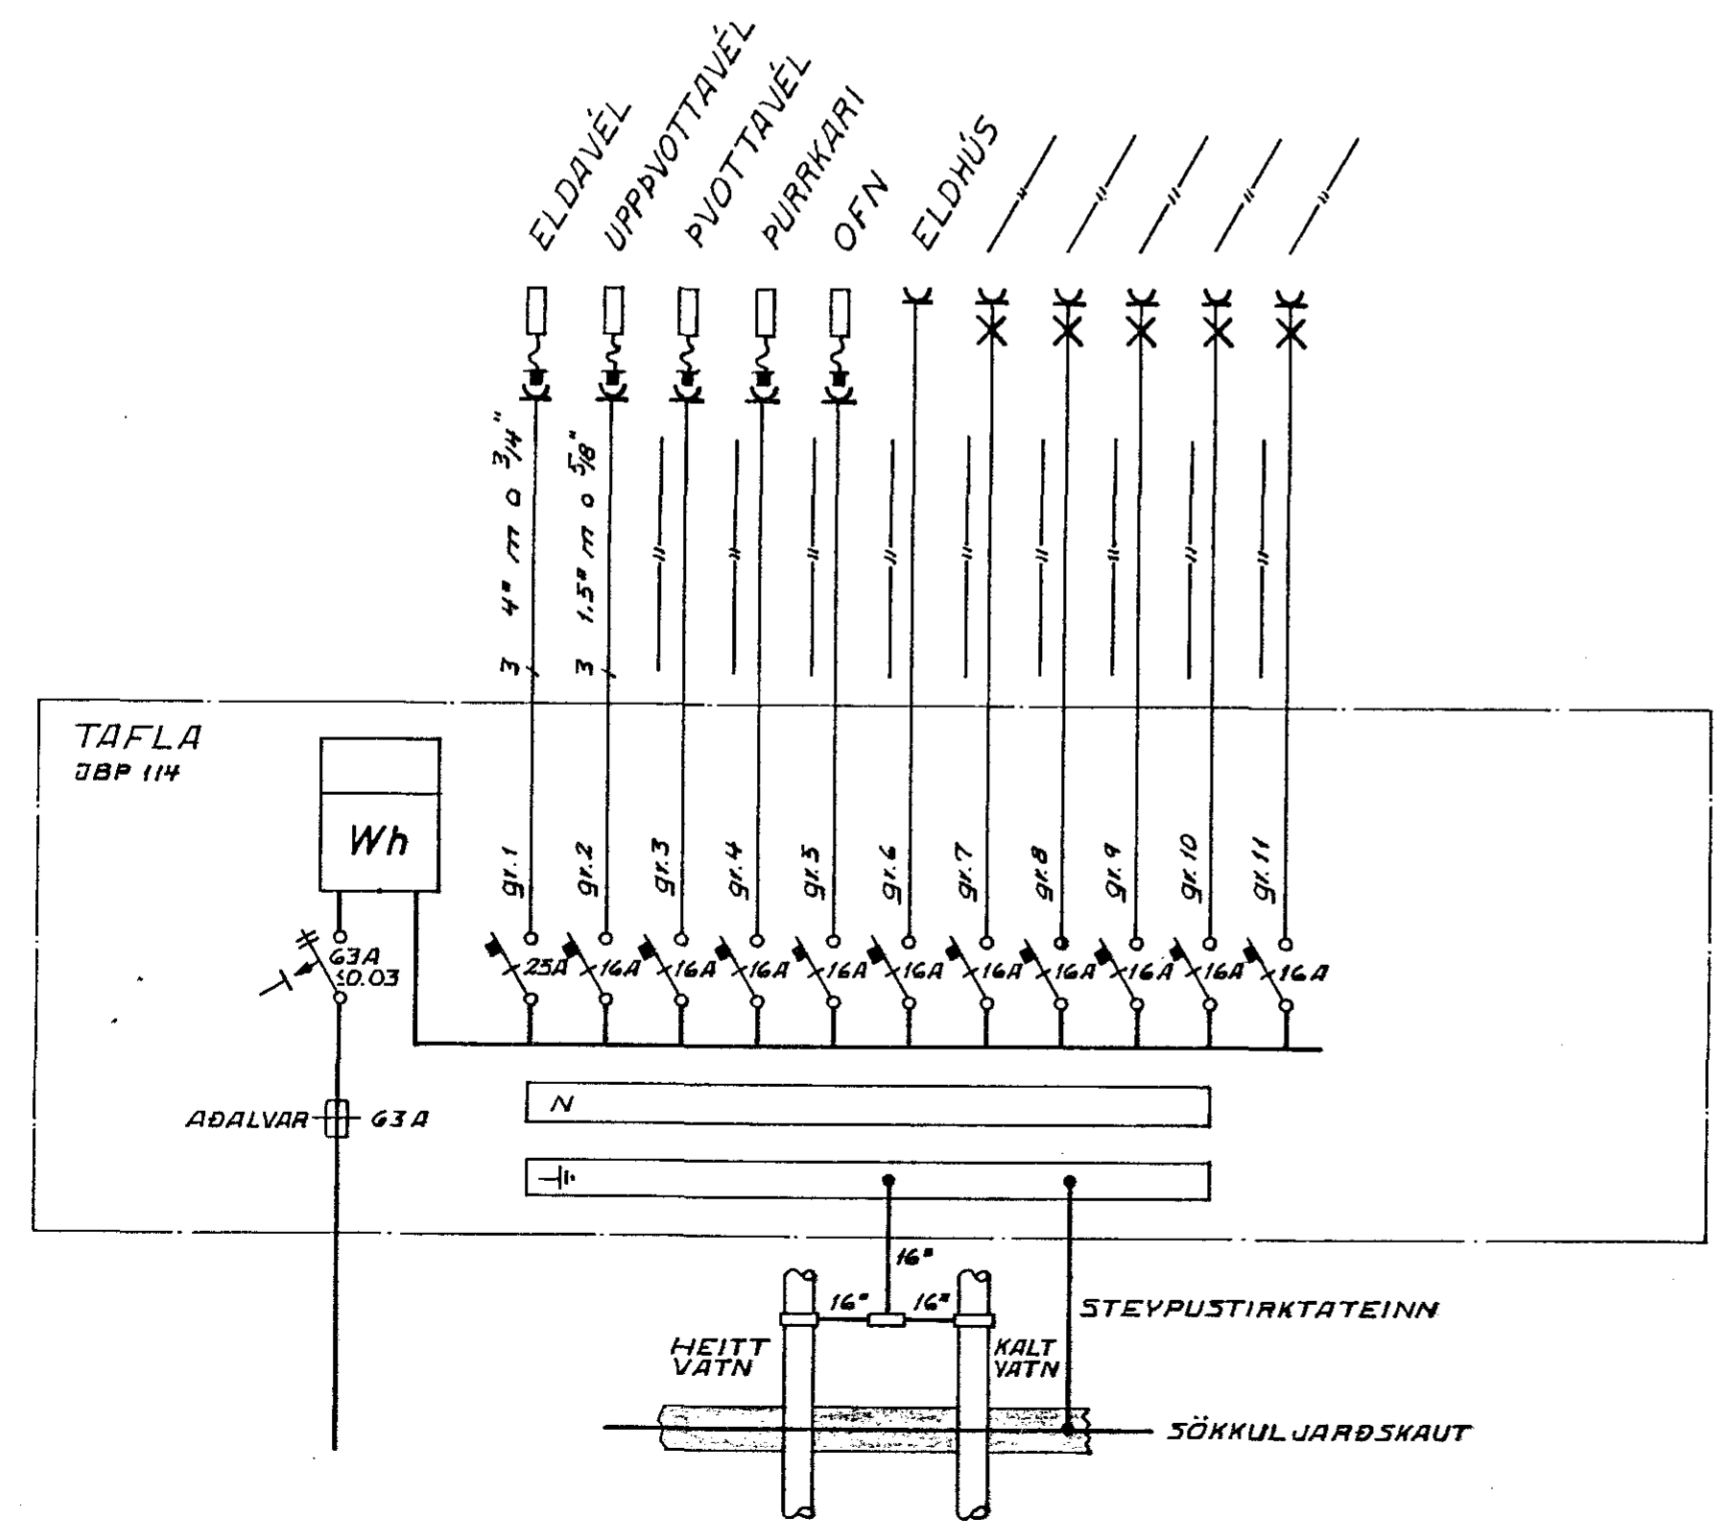 ELDAVÉL
UPPÞVOTTAVÉL
ÞVOTTAVÉL
ÞURRKARI
OFN
ELDHÚS
—"—
—"—
—"—
—"—
—"—
3 4" m o 3/4"
3 1.5" m o 5/8"
—"—
—"—
—"—
—"—
—"—
—"—
—"—
—"—
—"—
TAFLA
IBP 114
Wh
gr.1
gr.2
gr.3
gr.4
gr.5
gr.6
gr.7
gr.8
gr.9
gr.10
gr.11
63A
≤0.03
25A
16A
16A
16A
16A
16A
16A
16A
16A
16A
16A
N
AÐALVAR
63A
16"
16"
16"
STEYPUSTIRKTATEINN
HEITT
VATN
KALT
VATN
SÖKKULJARÐSKAUT